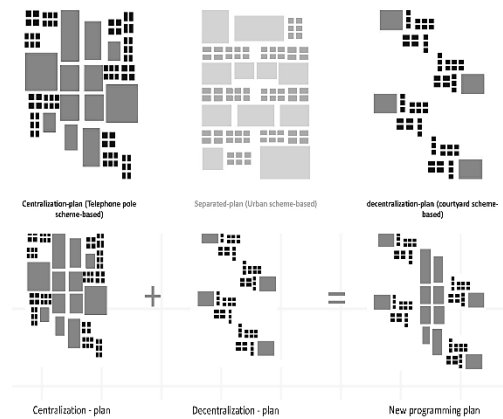 Centralization-plan (Telephone pole
scheme-based)
Separated-plan (Urban scheme-based)
decentralization-plan (courtyard scheme-
based)
+
=
Centralization - plan
Decentralization - plan
New programming plan